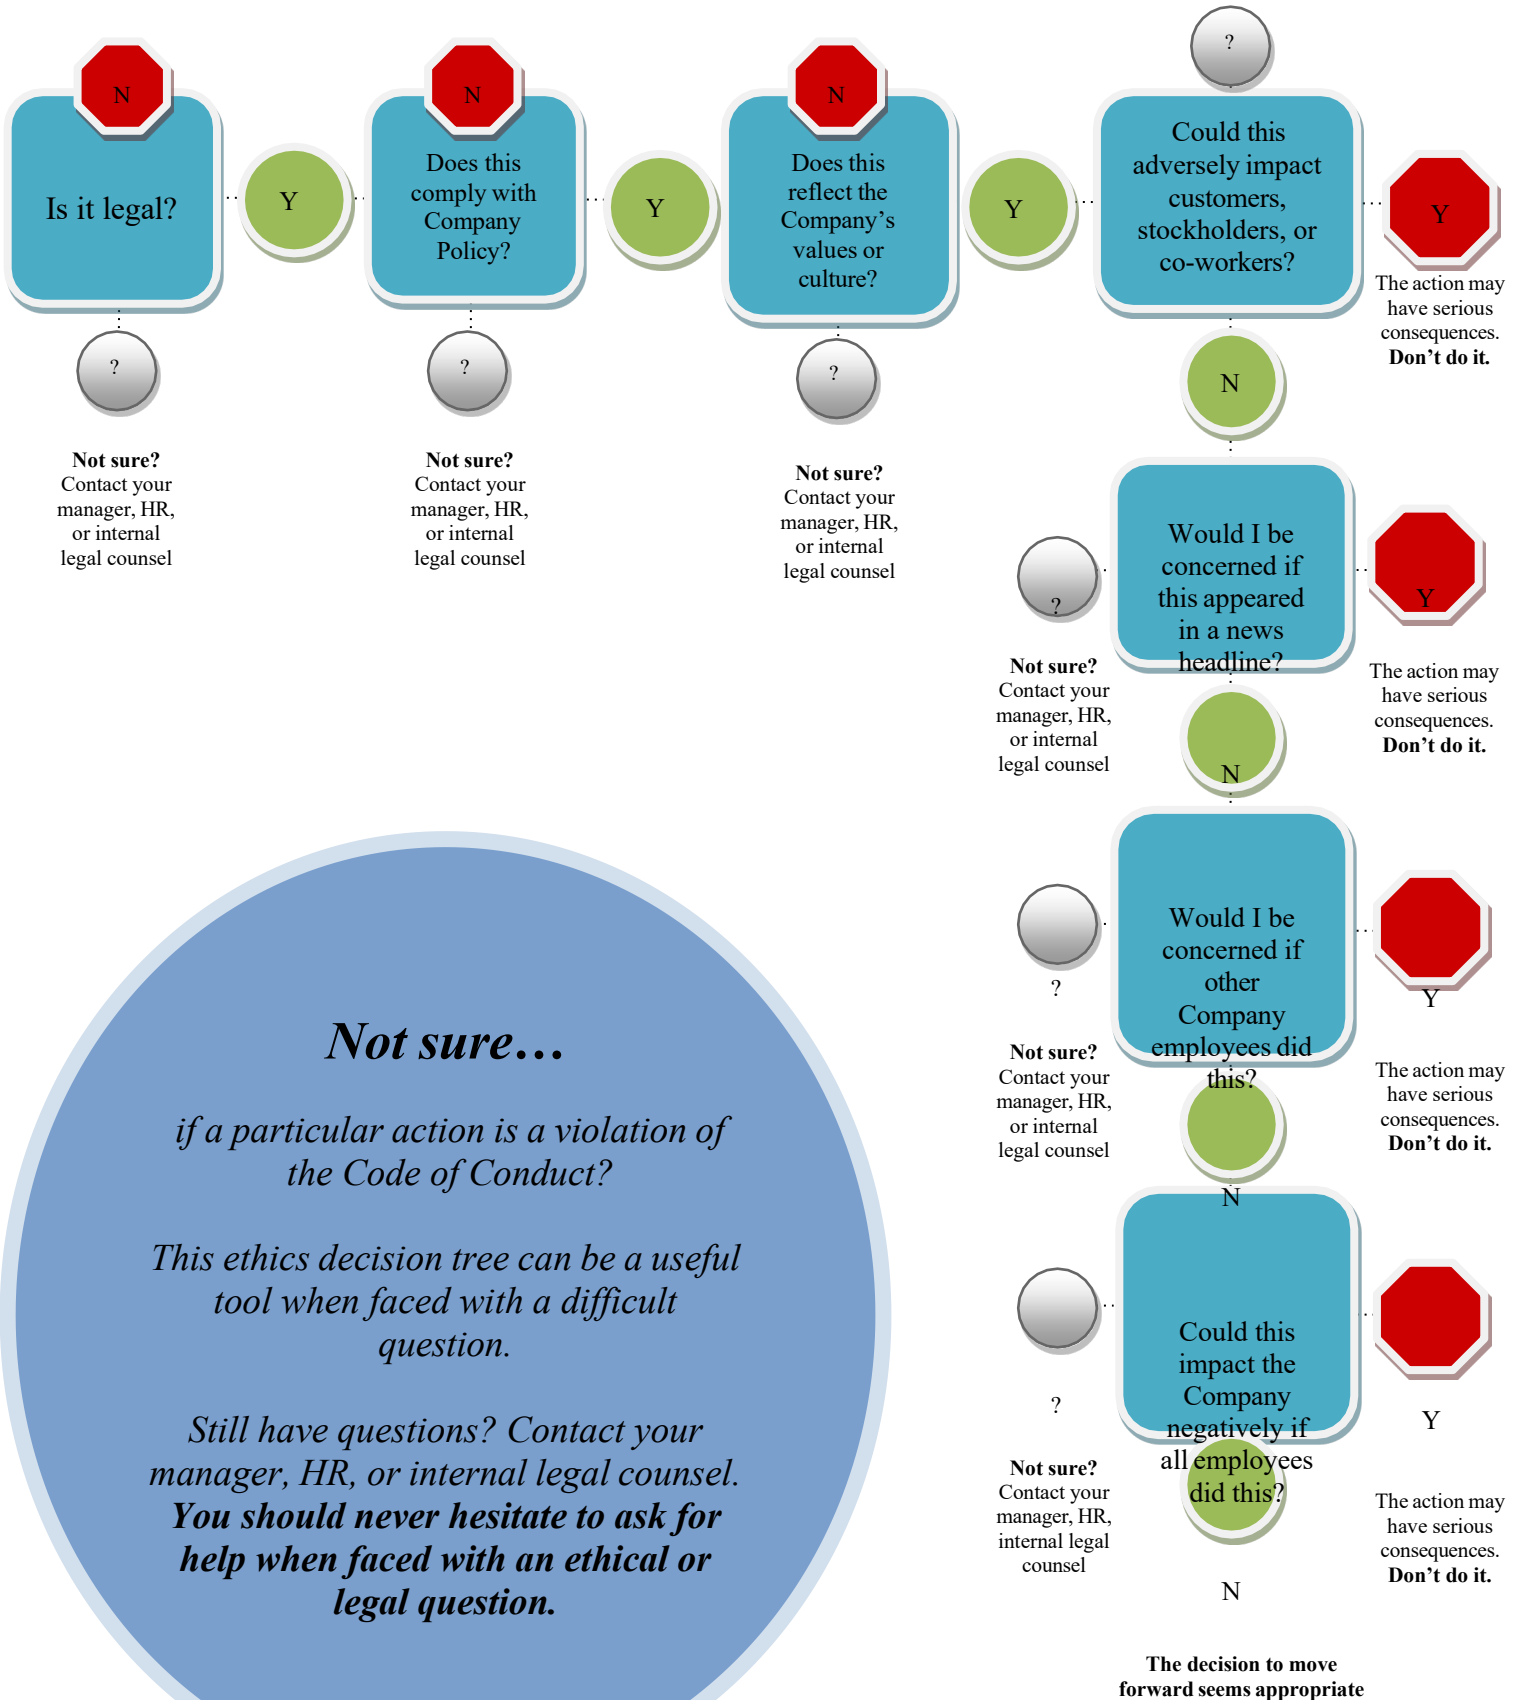 N
Is it legal?
?
Not sure?
Contact your
manager, HR,
or internal
legal counsel
Y
N
Does this
comply with
Company
Policy?
?
Not sure?
Contact your
manager, HR,
or internal
legal counsel
Y
N
Does this
reflect the
Company’s
values or
culture?
?
Not sure?
Contact your
manager, HR,
or internal
legal counsel
Y
?
Could this
adversely impact
customers,
stockholders, or
co-workers?
Y
The action may
have serious
consequences.
Don’t do it.
N
Would I be
concerned if
this appeared
in a news
headline?
?
Not sure?
Contact your
manager, HR,
or internal
legal counsel
Y
The action may
have serious
consequences.
Don’t do it.
N
Would I be
concerned if
other
Company
employees did
this?
?
Not sure?
Contact your
manager, HR,
or internal
legal counsel
Y
The action may
have serious
consequences.
Don’t do it.
N
Could this
impact the
Company
negatively if
all employees
did this?
?
Not sure?
Contact your
manager, HR,
internal legal
counsel
Y
The action may
have serious
consequences.
Don’t do it.
N
The decision to move
forward seems appropriate
Not sure…
if a particular action is a violation of
the Code of Conduct?
This ethics decision tree can be a useful
tool when faced with a difficult
question.
Still have questions? Contact your
manager, HR, or internal legal counsel.
You should never hesitate to ask for
help when faced with an ethical or
legal question.